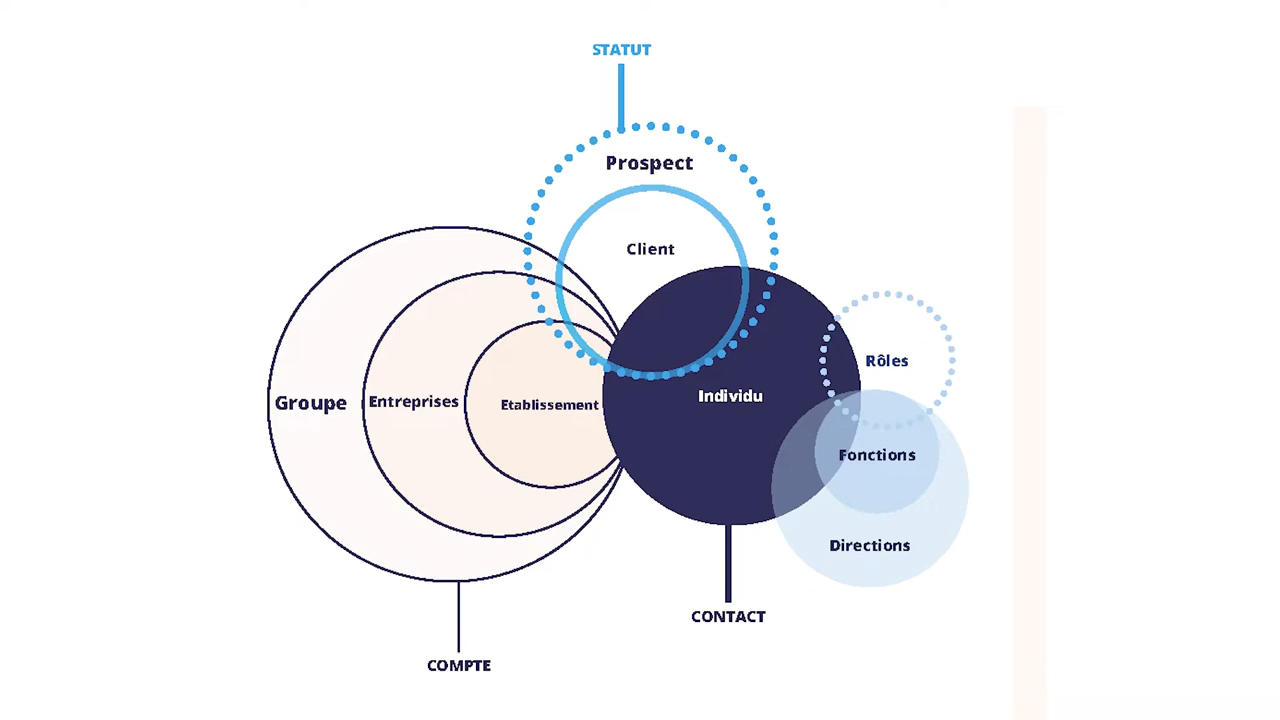 STATUT
Prospect
Client
Rôles
Groupe
Entreprises
Etablissement
Individu
Fonctions
Directions
CONTACT
COMPTE